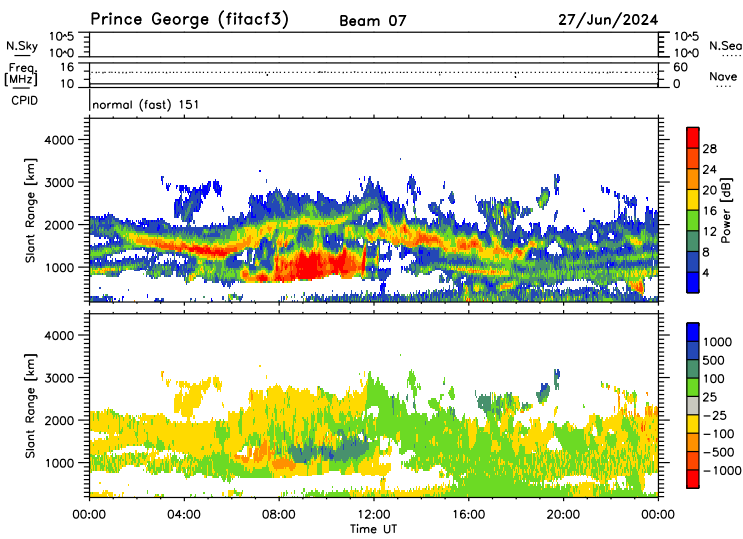 Prince George (fitacf3) Beam 07 27/Jun/2024
N.Sky 10^5 10^0 10^5 10^0 N.Sea
Freq. [MHz] 16 10 60 0 Nave
CPID normal (fast) 151
Slant Range [km] 4000 3000 2000 1000
28 24 20 16 12 8 4 Power [dB]
Slant Range [km] 4000 3000 2000 1000
1000 500 100 25 -25 -100 -500 -1000
00:00 04:00 08:00 12:00 16:00 20:00 00:00
Time UT